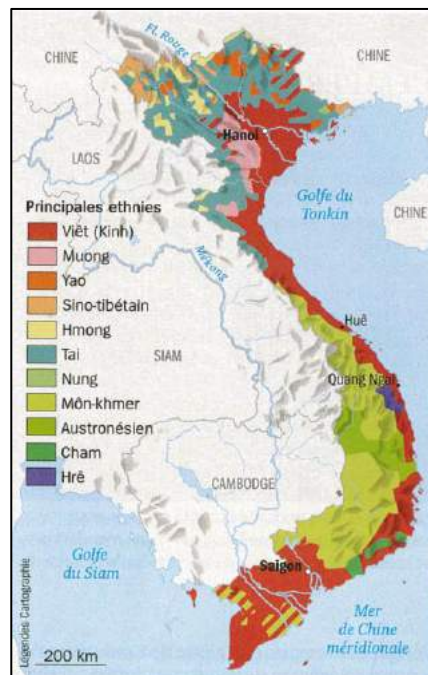 CHINE
Fl. Rouge
CHINE
Hanoi
LAOS
Golfe du
Tonkin
CHINE
Principales ethnies
Viêt (Kinh)
Muong
Yao
Sino-tibétain
Hmong
Tai
Nung
Môn-khmer
Austronésien
Cham
Hrê
Mékong
Huê
SIAM
Quang Ngai
CAMBODGE
Golfe
du Siam
Saigon
Mer
de Chine
méridionale
Légendes Cartographie
200 km